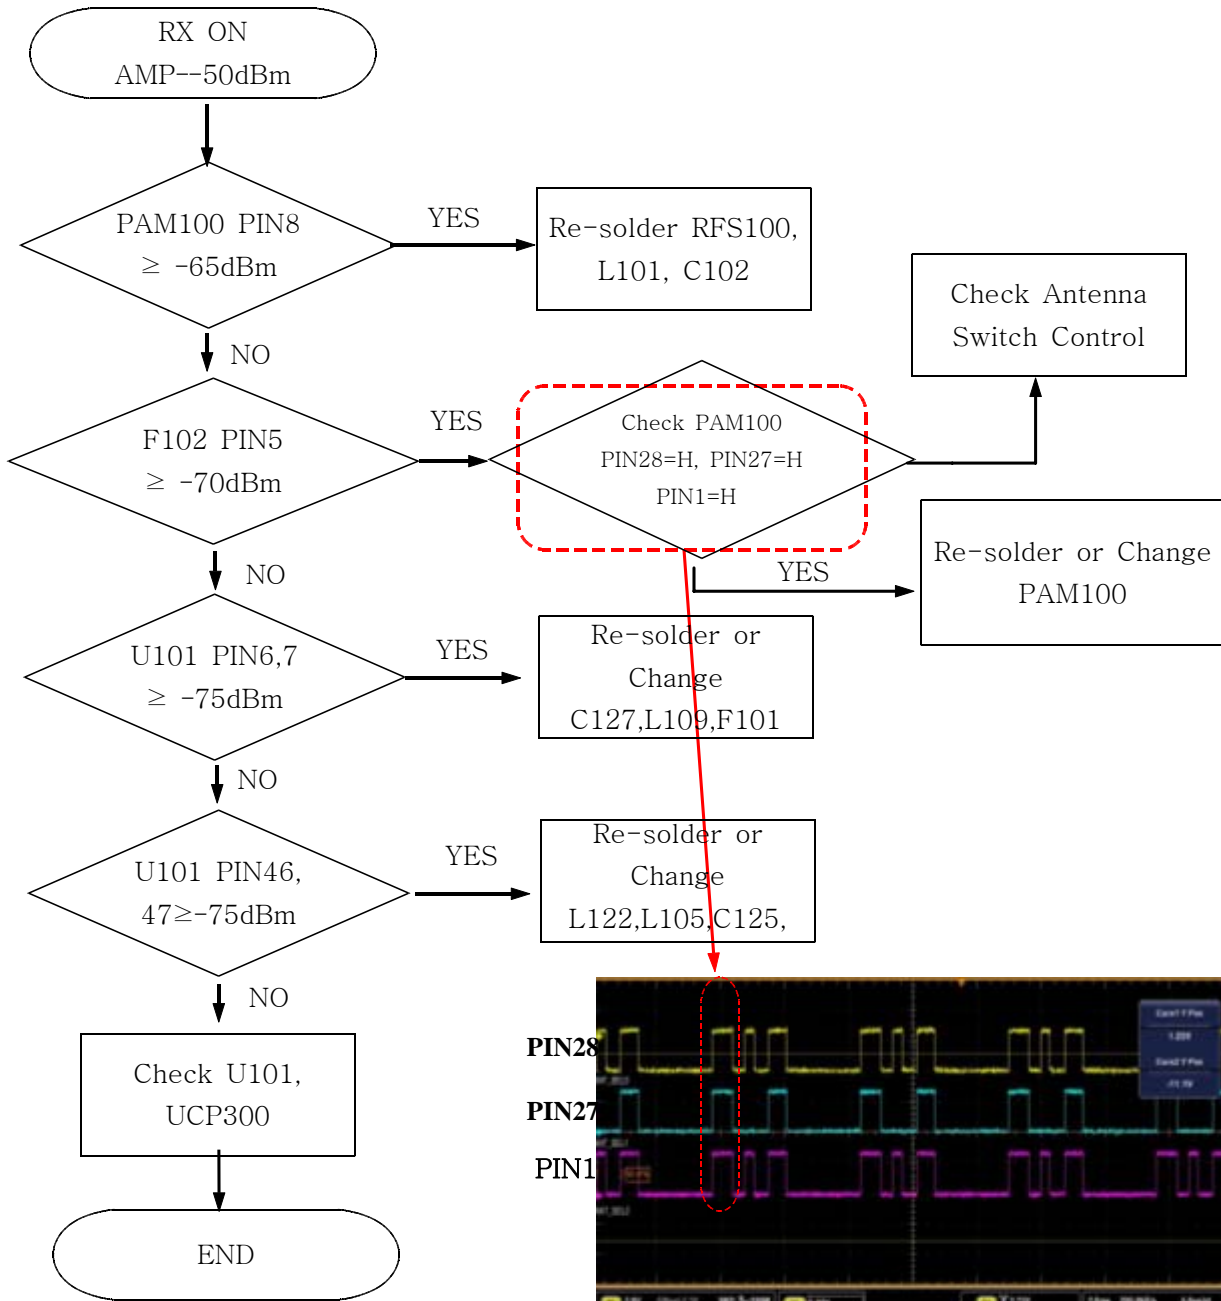 RX ON
AMP--50dBm
PAM100 PIN8
≥ -65dBm
YES
Re-solder RFS100,
L101, C102
NO
F102 PIN5
≥ -70dBm
YES
Check PAM100
PIN28=H, PIN27=H
PIN1=H
Check Antenna
Switch Control
YES
Re-solder or Change
PAM100
NO
U101 PIN6,7
≥ -75dBm
YES
Re-solder or
Change
C127,L109,F101
NO
U101 PIN46,
47≥-75dBm
YES
Re-solder or
Change
L122,L105,C125,
NO
Check U101,
UCP300
END
PIN28
PIN27
PIN1